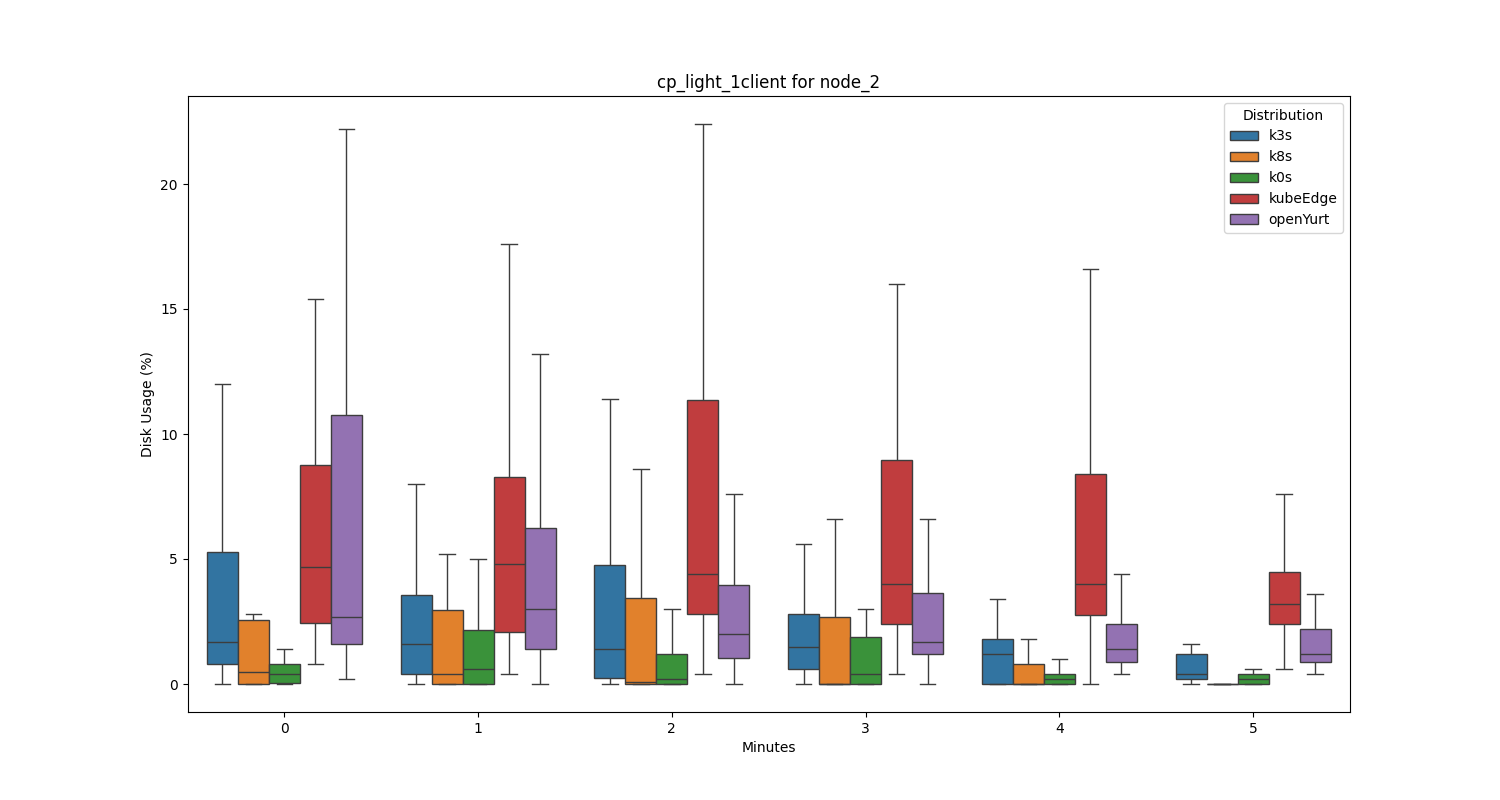 cp_light_1client for node_2
Distribution
k3s
k8s
k0s
kubeEdge
openYurt
Disk Usage (%)
20
15
10
5
0
0 1 2 3 4 5
Minutes